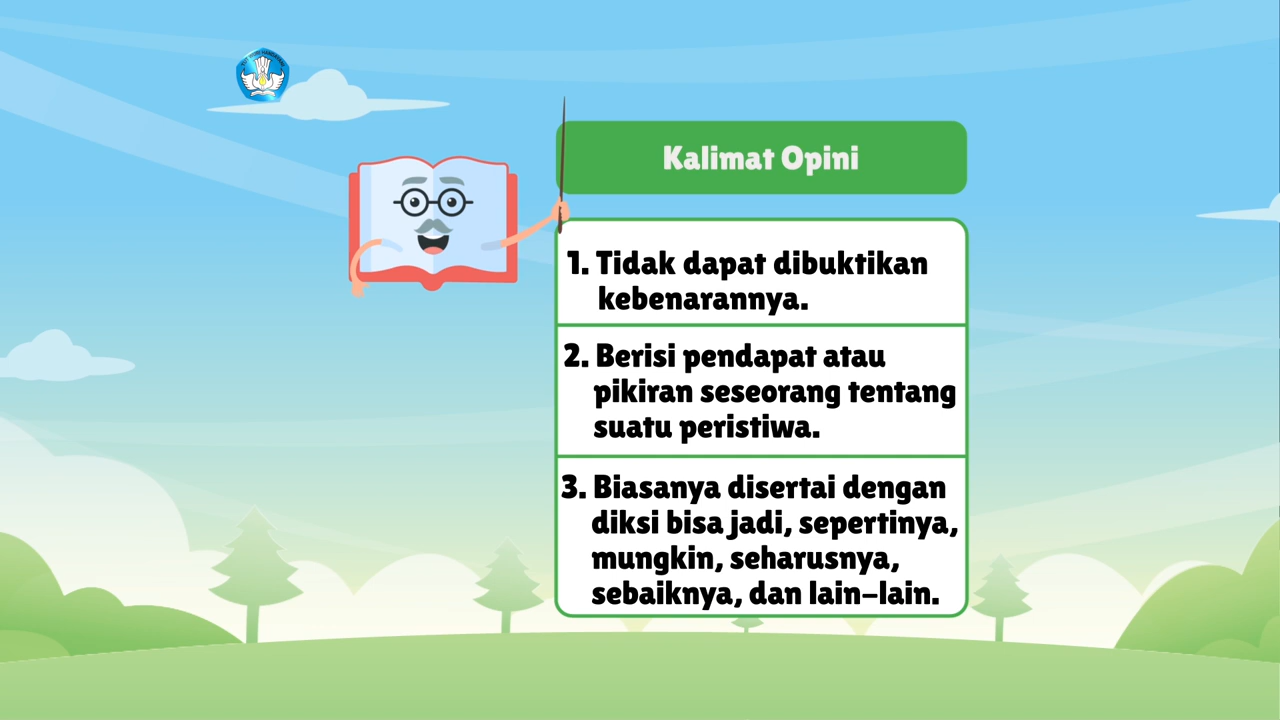 Kalimat Opini
1. Tidak dapat dibuktikan
kebenarannya.
2. Berisi pendapat atau
pikiran seseorang tentang
suatu peristiwa.
3. Biasanya disertai dengan
diksi bisa jadi, sepertinya,
mungkin, seharusnya,
sebaiknya, dan lain-lain.